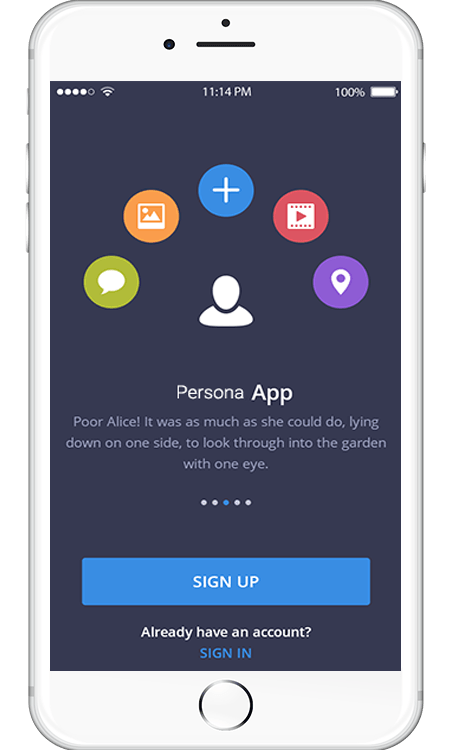 11:14 PM 100%
Persona App
Poor Alice! It was as much as she could do, lying
down on one side, to look through into the garden
with one eye.
SIGN UP
Already have an account?
SIGN IN